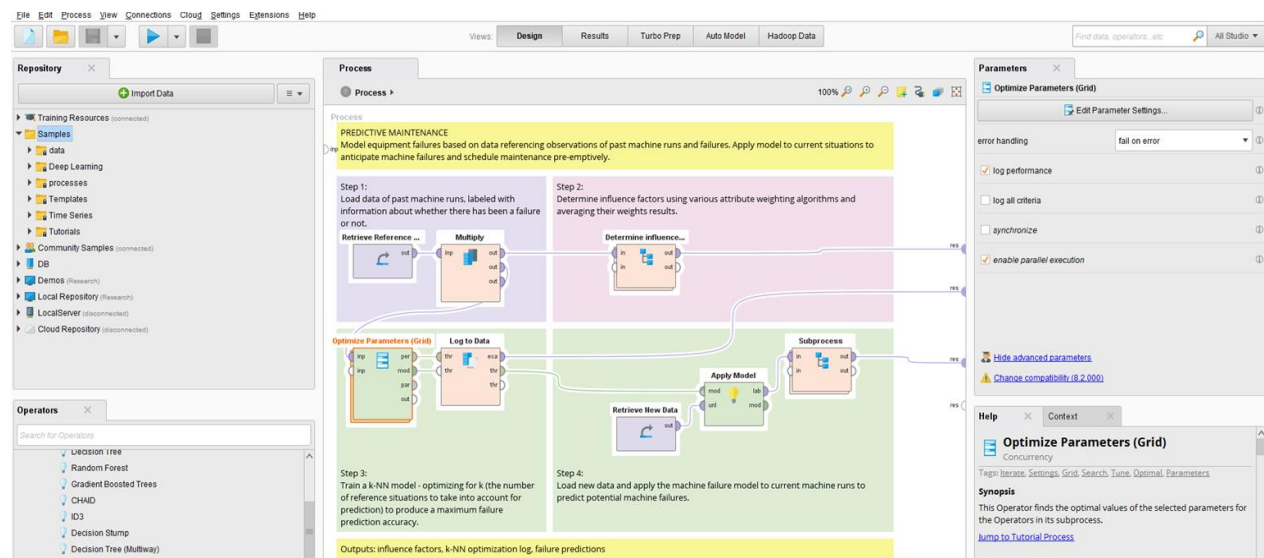 File Edit Process View Connections Cloud Settings Extensions Help
Views: Design Results Turbo Prep Auto Model Hadoop Data
Find data, operators...etc All Studio
Repository
Import Data
Training Resources (connected)
Samples
data
Deep Learning
processes
Templates
Time Series
Tutorials
Community Samples (connected)
DB
Demos (Research)
Local Repository (Research)
LocalServer (disconnected)
Cloud Repository (disconnected)
Operators
Search for Operators
Decision Tree
Random Forest
Gradient Boosted Trees
CHAID
ID3
Decision Stump
Decision Tree (Multiway)
Process
Process
100%
Process
inp
PREDICTIVE MAINTENANCE
Model equipment failures based on data referencing observations of past machine runs and failures. Apply model to current situations to
anticipate machine failures and schedule maintenance pre-emptively.
Step 1:
Load data of past machine runs, labeled with
information about whether there has been a failure
or not.
Retrieve Reference ...
out
Multiply
inp out
out
out
Step 2:
Determine influence factors using various attribute weighting algorithms and
averaging their weights results.
Determine influence...
in out
in out
res
res
Optimize Parameters (Grid)
inp per
inp mod
par
out
Log to Data
thr exa
thr thr
thr
Step 3:
Train a k-NN model - optimizing for k (the number
of reference situations to take into account for
prediction) to produce a maximum failure
prediction accuracy.
Subprocess
in out
in out
Apply Model
mod lab
unl mod
Retrieve New Data
out
res
res
Step 4:
Load new data and apply the machine failure model to current machine runs to
predict potential machine failures.
Outputs: influence factors, k-NN optimization log, failure predictions
Parameters
Optimize Parameters (Grid)
Edit Parameter Settings...
error handling fail on error
log performance
log all criteria
synchronize
enable parallel execution
Hide advanced parameters
Change compatibility (8.2.000)
Help Context
Optimize Parameters (Grid)
Concurrency
Tags: Iterate, Settings, Grid, Search, Tune, Optimal, Parameters
Synopsis
This Operator finds the optimal values of the selected parameters for
the Operators in its subprocess.
Jump to Tutorial Process